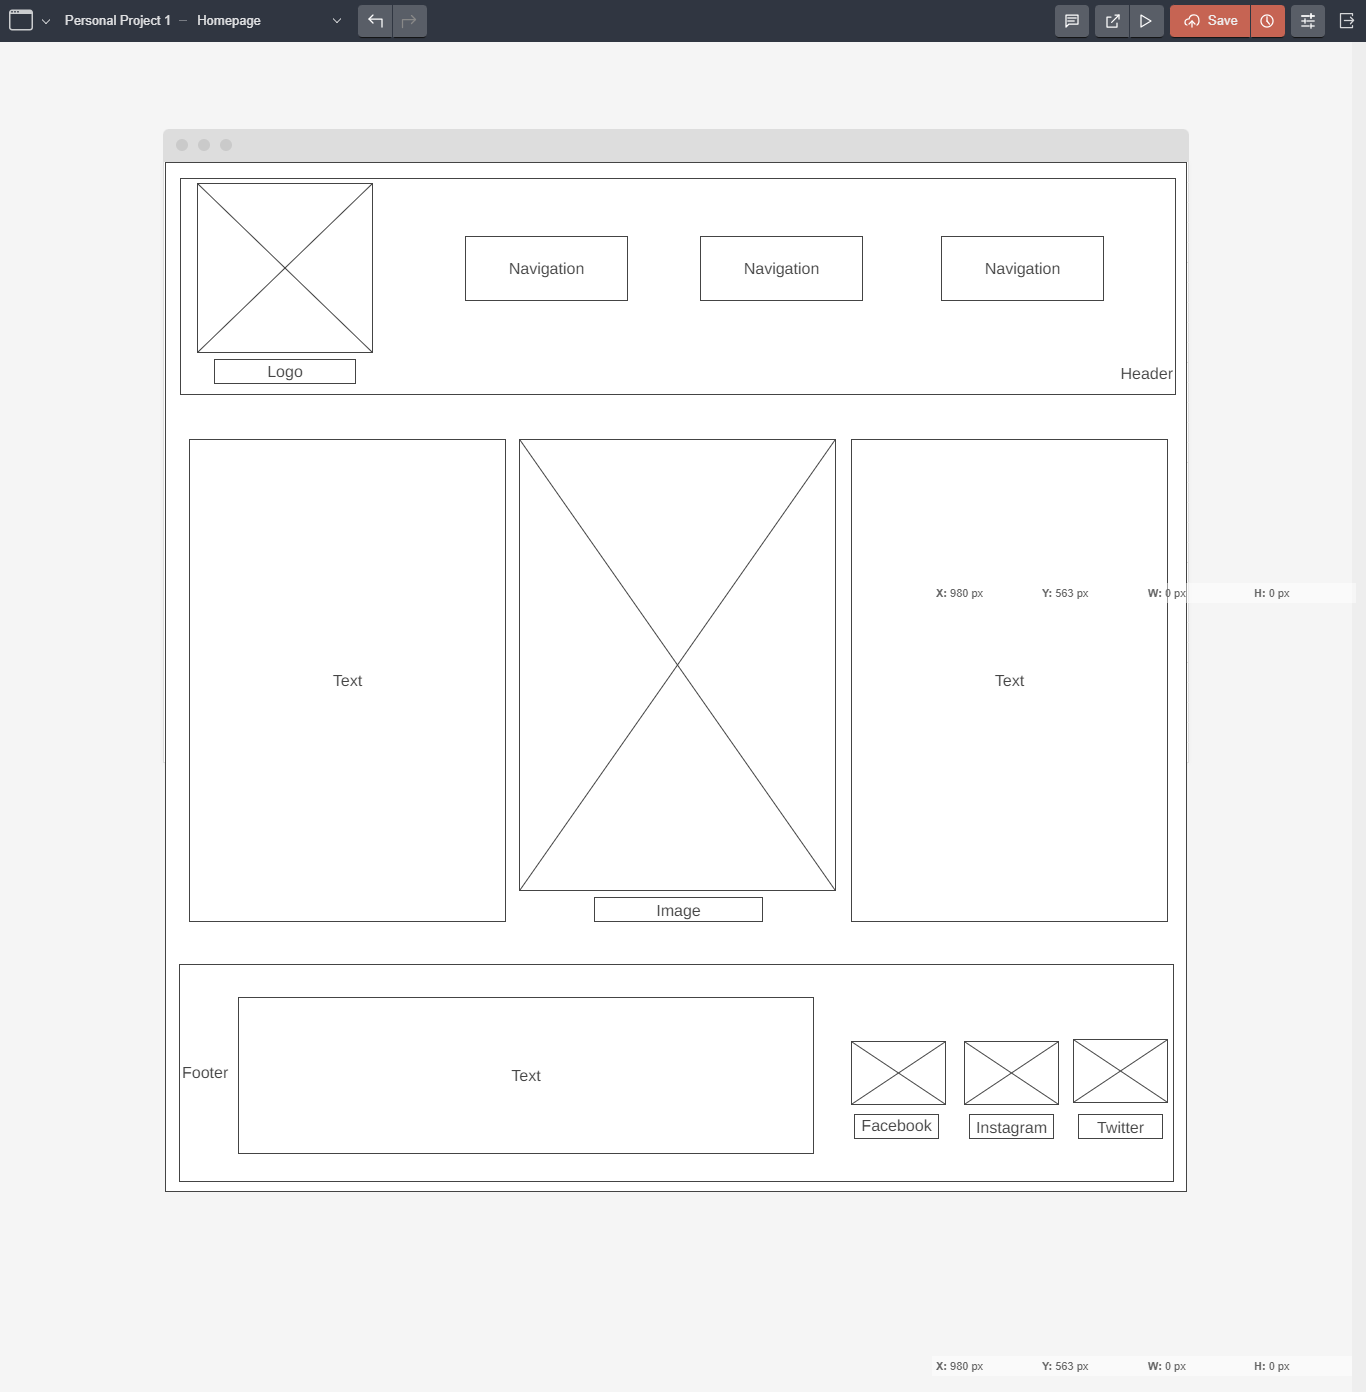 Personal Project 1 – Homepage
Save
Navigation
Navigation
Navigation
Logo
Header
X: 980 px Y: 563 px W: 0 px H: 0 px
Text
Text
Image
Footer
Text
Facebook
Instagram
Twitter
X: 980 px Y: 563 px W: 0 px H: 0 px